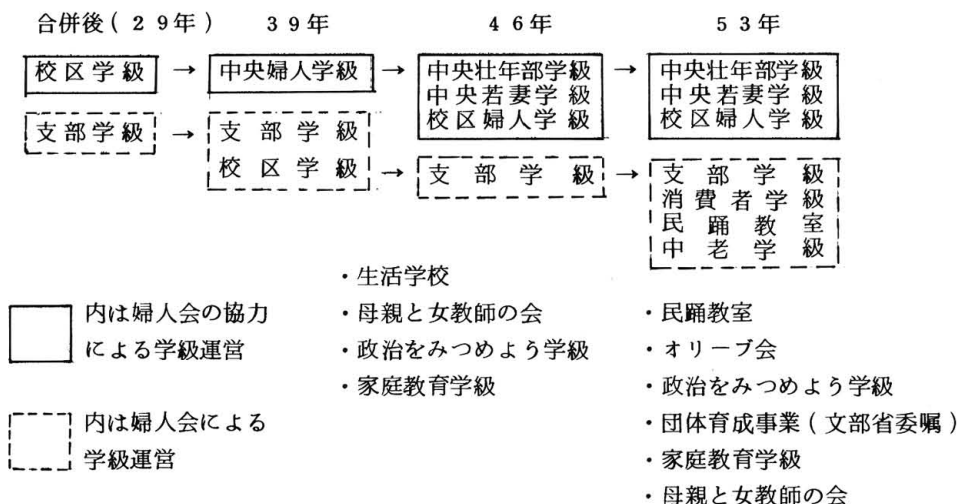 合併後(29年) 39年 46年 53年
校区学級 → 中央婦人学級 → 中央壮年部学級 → 中央壮年部学級
中央若妻学級 中央若妻学級
校区婦人学級 校区婦人学級
支部学級 → 支部学級
校区学級 → 支部学級 → 支部学級
消費者学級
民踊教室
中老学級
・生活学校
・母親と女教師の会
・政治をみつめよう学級
・家庭教育学級
・民踊教室
・オリーブ会
・政治をみつめよう学級
・団体育成事業(文部省委嘱)
・家庭教育学級
・母親と女教師の会
内は婦人会の協力
による学級運営
内は婦人会による
学級運営